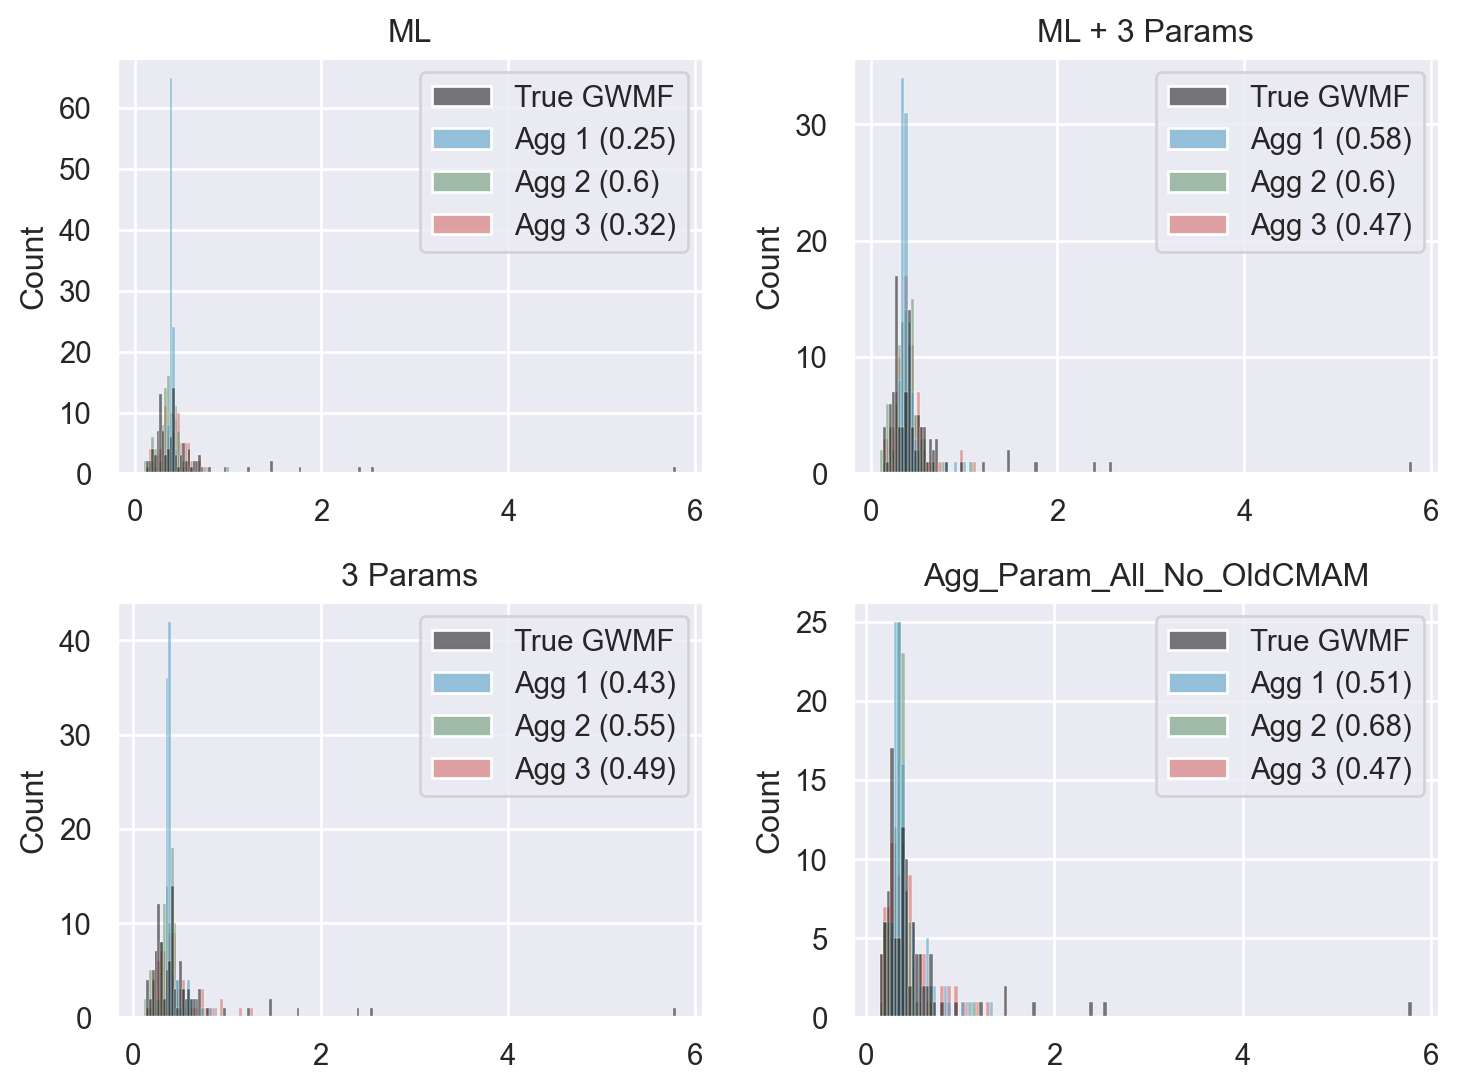 ML
60
50
40
30
20
10
0
Count
0 2 4 6
True GWMF
Agg 1 (0.25)
Agg 2 (0.6)
Agg 3 (0.32)
ML + 3 Params
30
20
10
0
Count
0 2 4 6
True GWMF
Agg 1 (0.58)
Agg 2 (0.6)
Agg 3 (0.47)
3 Params
40
30
20
10
0
Count
0 2 4 6
True GWMF
Agg 1 (0.43)
Agg 2 (0.55)
Agg 3 (0.49)
Agg_Param_All_No_OldCMAM
25
20
15
10
5
0
Count
0 2 4 6
True GWMF
Agg 1 (0.51)
Agg 2 (0.68)
Agg 3 (0.47)